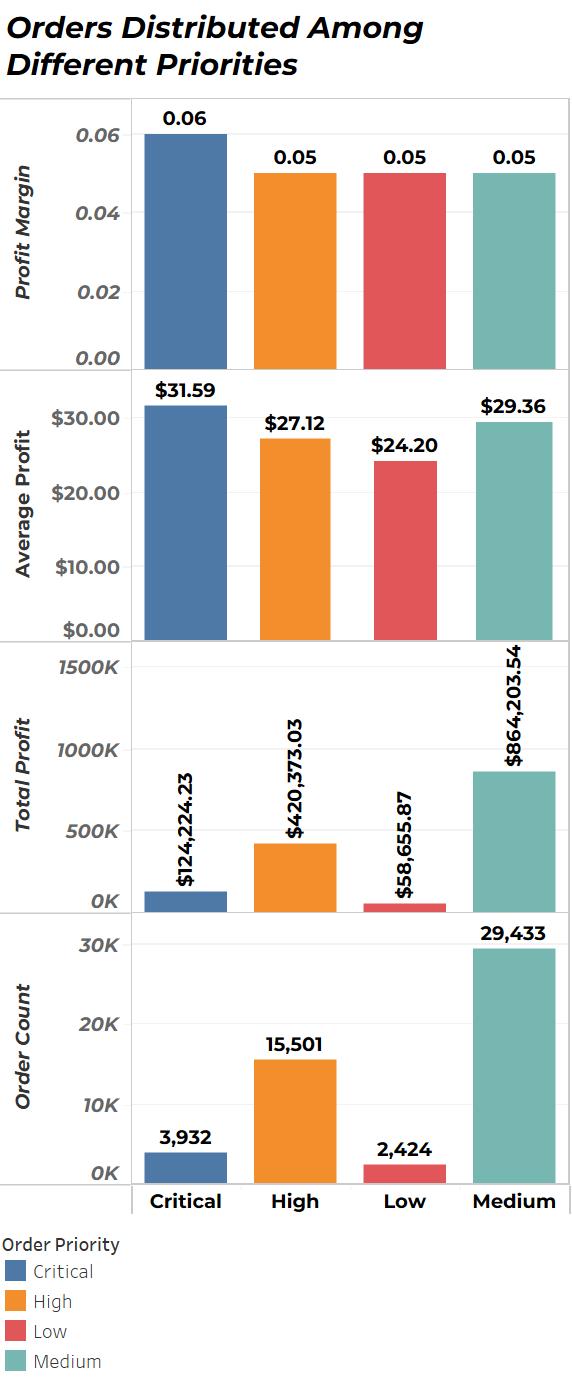 Orders Distributed Among
Different Priorities
Profit Margin
0.06
0.04
0.02
0.00
0.06
0.05
0.05
0.05
Average Profit
$30.00
$20.00
$10.00
$0.00
$31.59
$27.12
$24.20
$29.36
Total Profit
1500K
1000K
500K
0K
$124,224.23
$420,373.03
$58,655.87
$864,203.54
Order Count
30K
20K
10K
0K
3,932
15,501
2,424
29,433
Critical
High
Low
Medium
Order Priority
Critical
High
Low
Medium